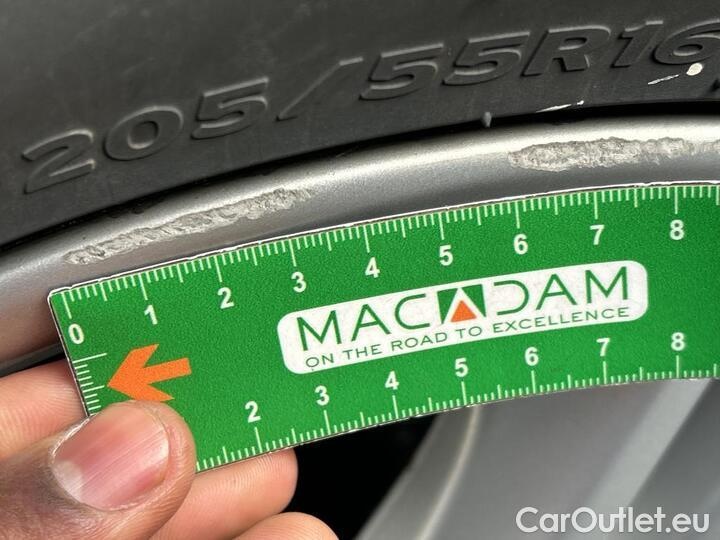 205/55R16
0 1 2 3 4 5 6 7 8
MACADAM
ON THE ROAD TO EXCELLENCE
2 3 4 5 6 7 8
CarOutlet.eu